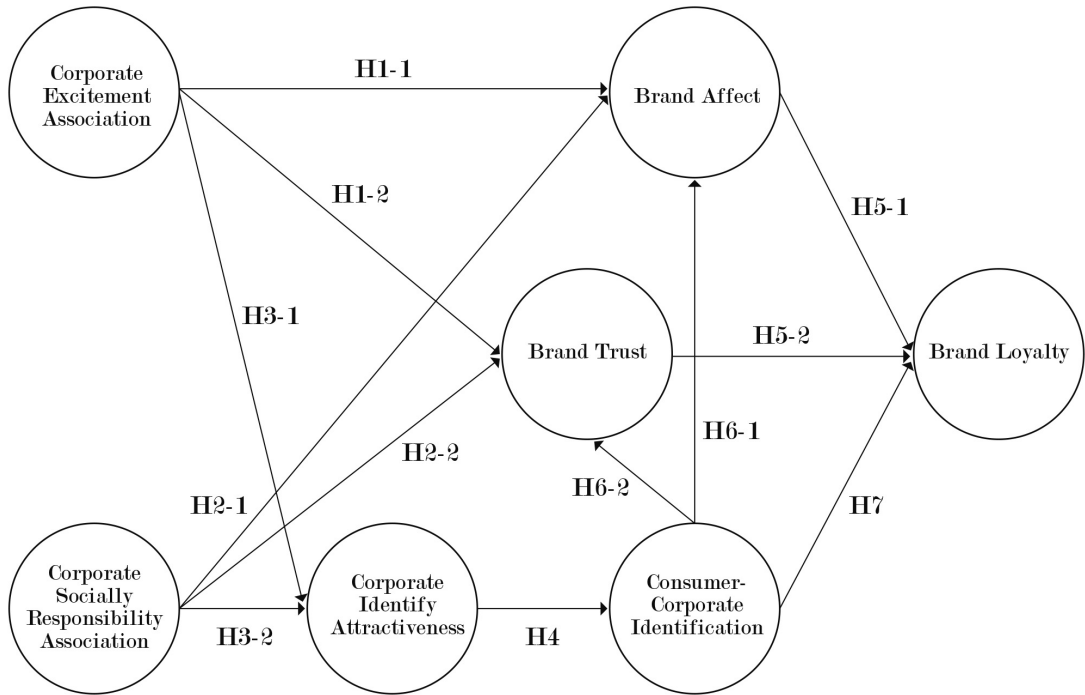 Corporate
Excitement
Association
H1-1
Brand Affect
H1-2
H5-1
H3-1
Brand Trust
H5-2
Brand Loyalty
H6-1
H2-2
H6-2
H2-1
H7
Corporate
Socially
Responsibility
Association
H3-2
Corporate
Identify
Attractiveness
H4
Consumer-
Corporate
Identification